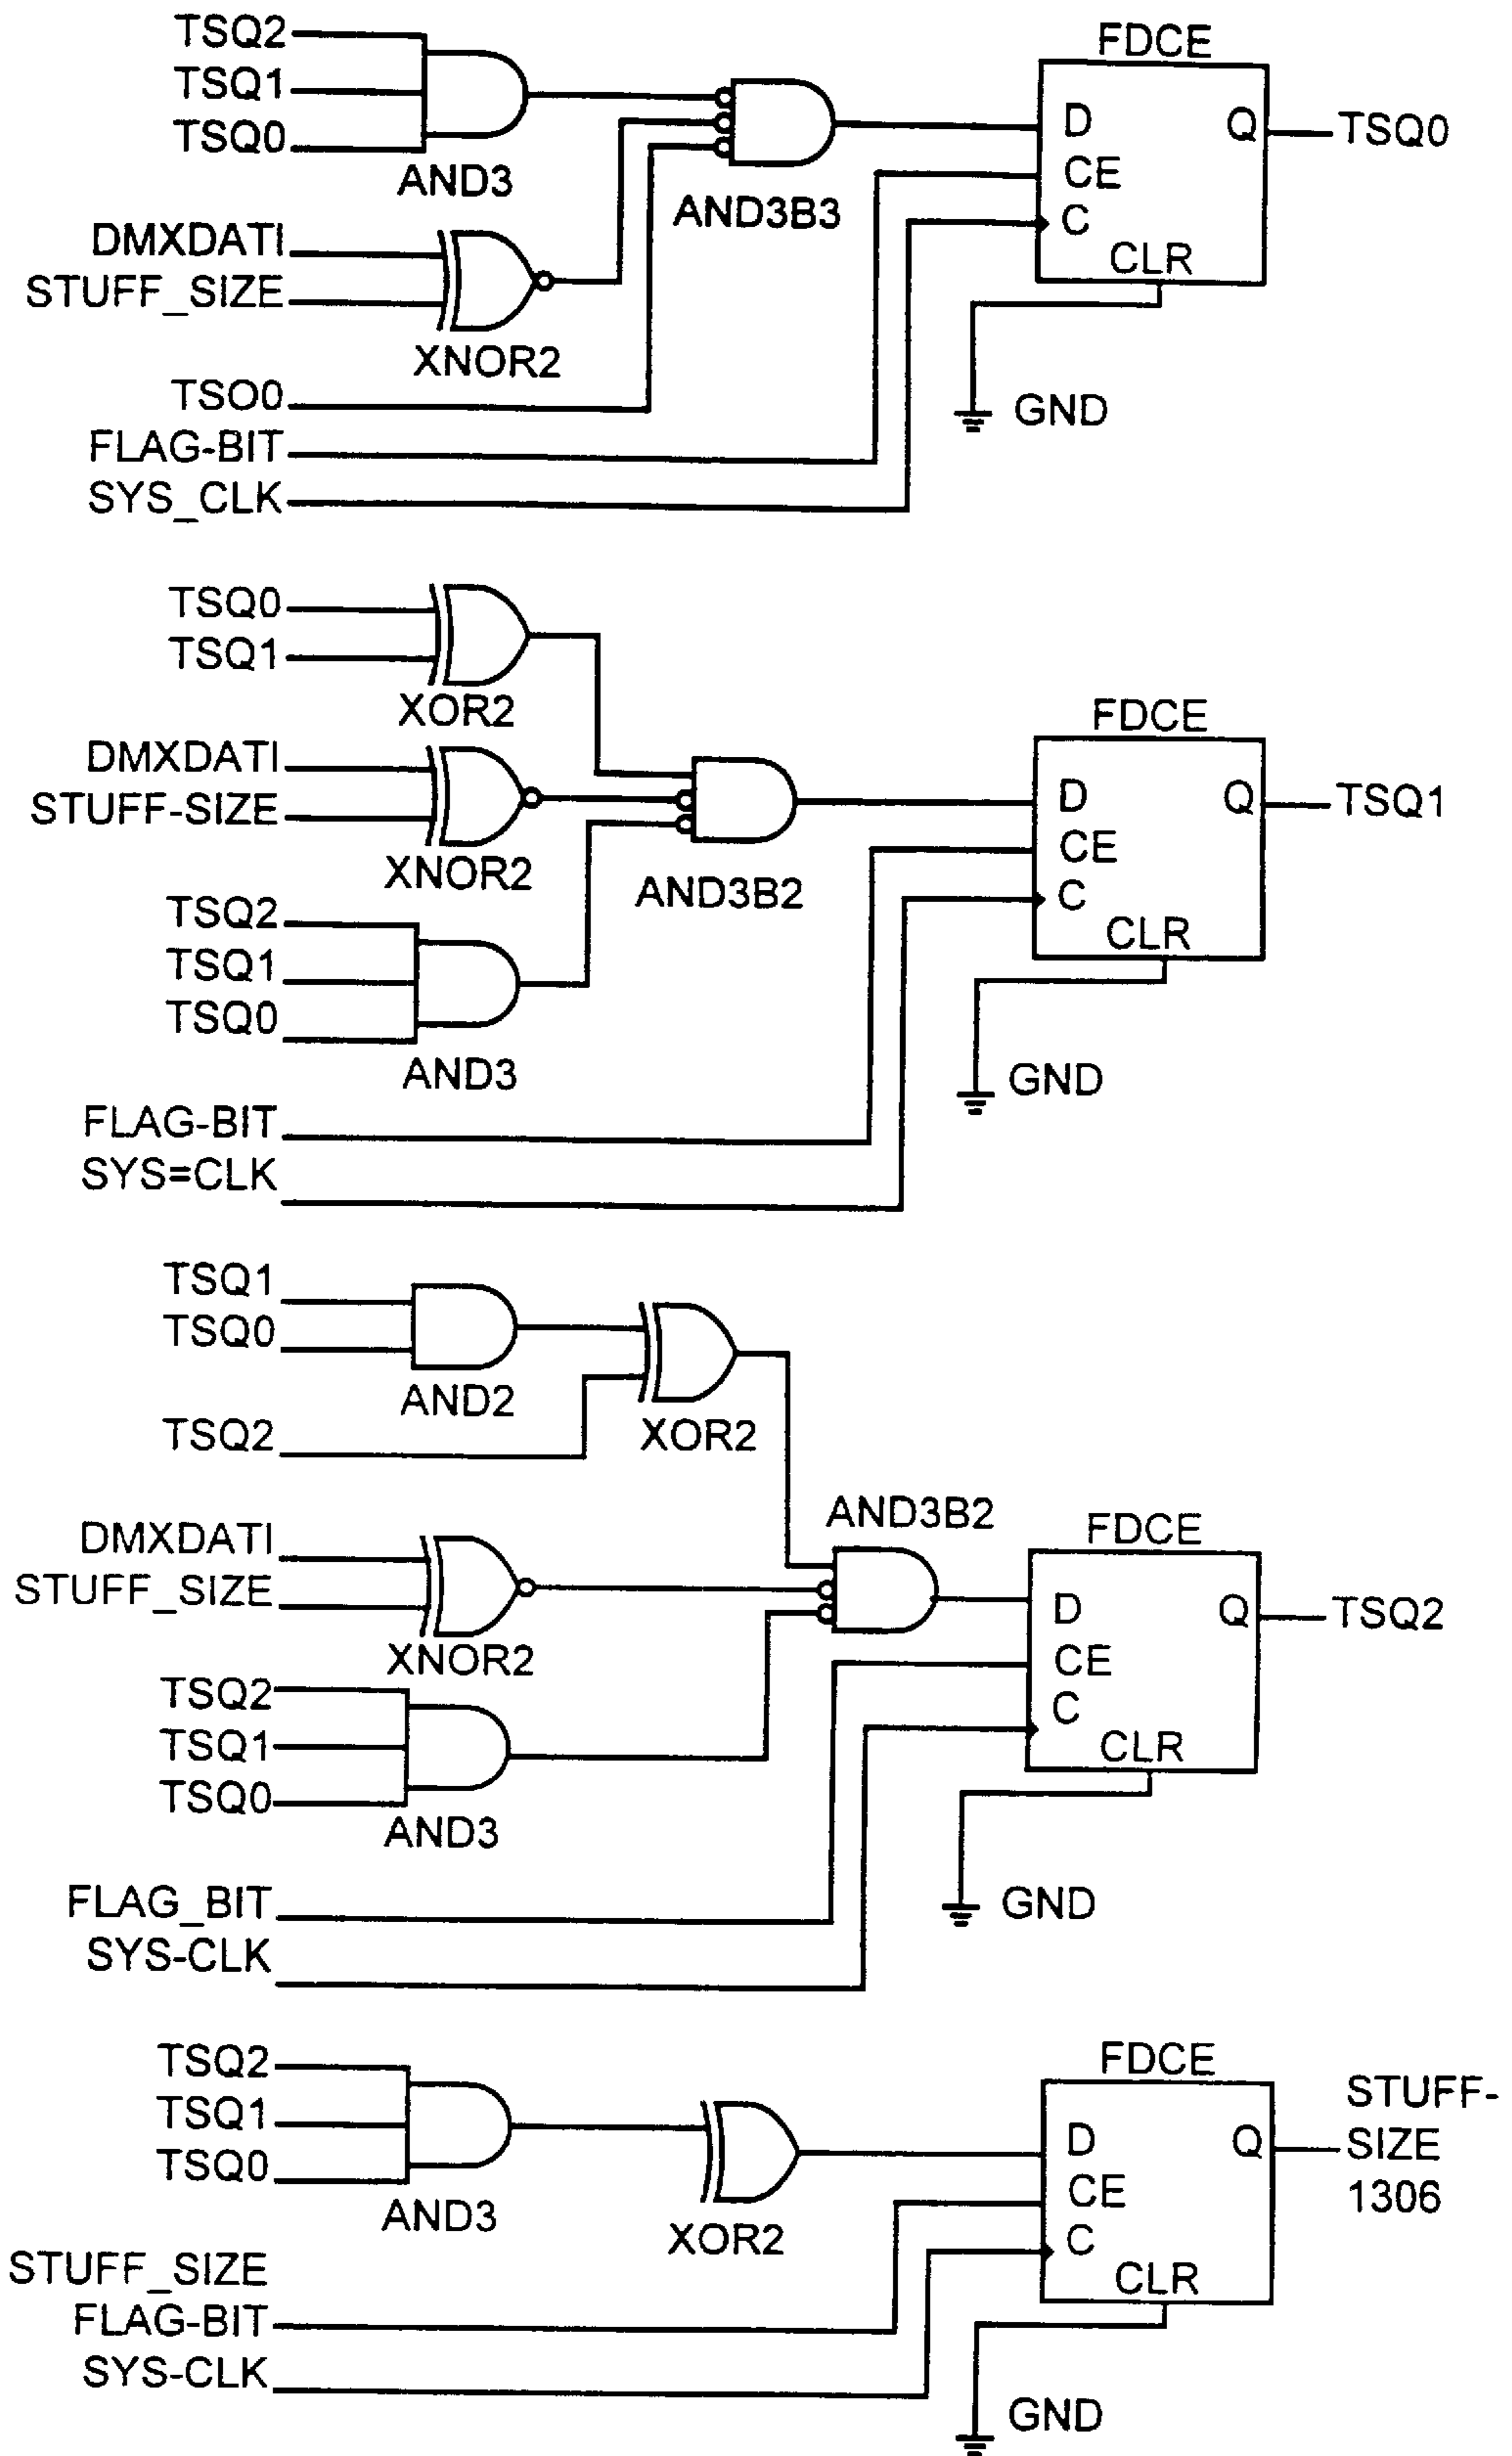 TSQ2
TSQ1
TSQ0
AND3
DMXDATI
STUFF_SIZE
XNOR2
TSO0
FLAG-BIT
SYS_CLK
AND3B3
FDCE
D
CE
C
CLR
Q
TSQ0
GND
TSQ0
TSQ1
XOR2
DMXDATI
STUFF-SIZE
XNOR2
TSQ2
TSQ1
TSQ0
AND3
FLAG-BIT
SYS=CLK
AND3B2
FDCE
D
CE
C
CLR
Q
TSQ1
GND
TSQ1
TSQ0
AND2
TSQ2
XOR2
DMXDATI
STUFF_SIZE
XNOR2
TSQ2
TSQ1
TSQ0
AND3
FLAG_BIT
SYS-CLK
AND3B2
FDCE
D
CE
C
CLR
Q
TSQ2
GND
TSQ2
TSQ1
TSQ0
AND3
XOR2
STUFF_SIZE
FLAG-BIT
SYS-CLK
FDCE
D
CE
C
CLR
Q
STUFF-
SIZE
1306
GND